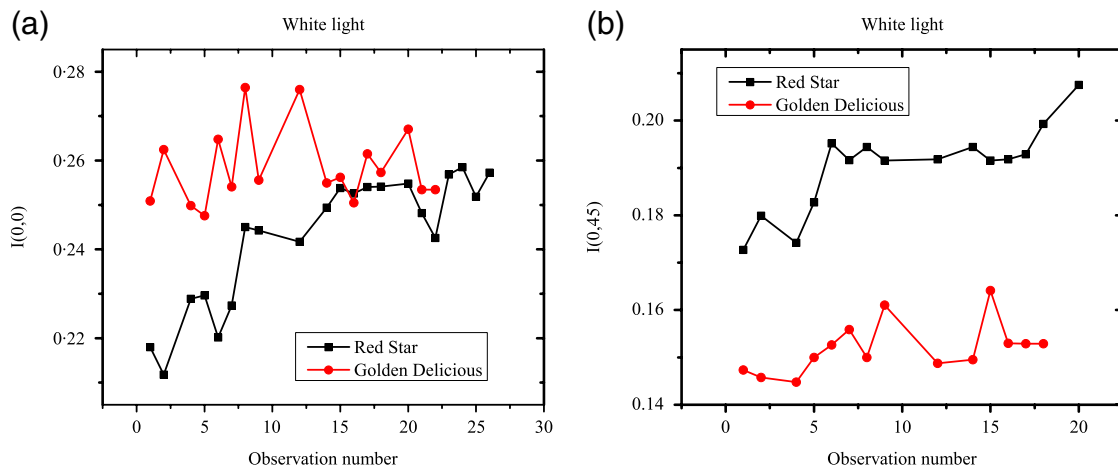 (a)
White light
I(0,0)
0·28
0·26
0·24
0·22
Red Star
Golden Delicious
0 5 10 15 20 25 30
Observation number
(b)
White light
I(0,45)
0.20
0.18
0.16
0.14
Red Star
Golden Delicious
0 5 10 15 20
Observation number